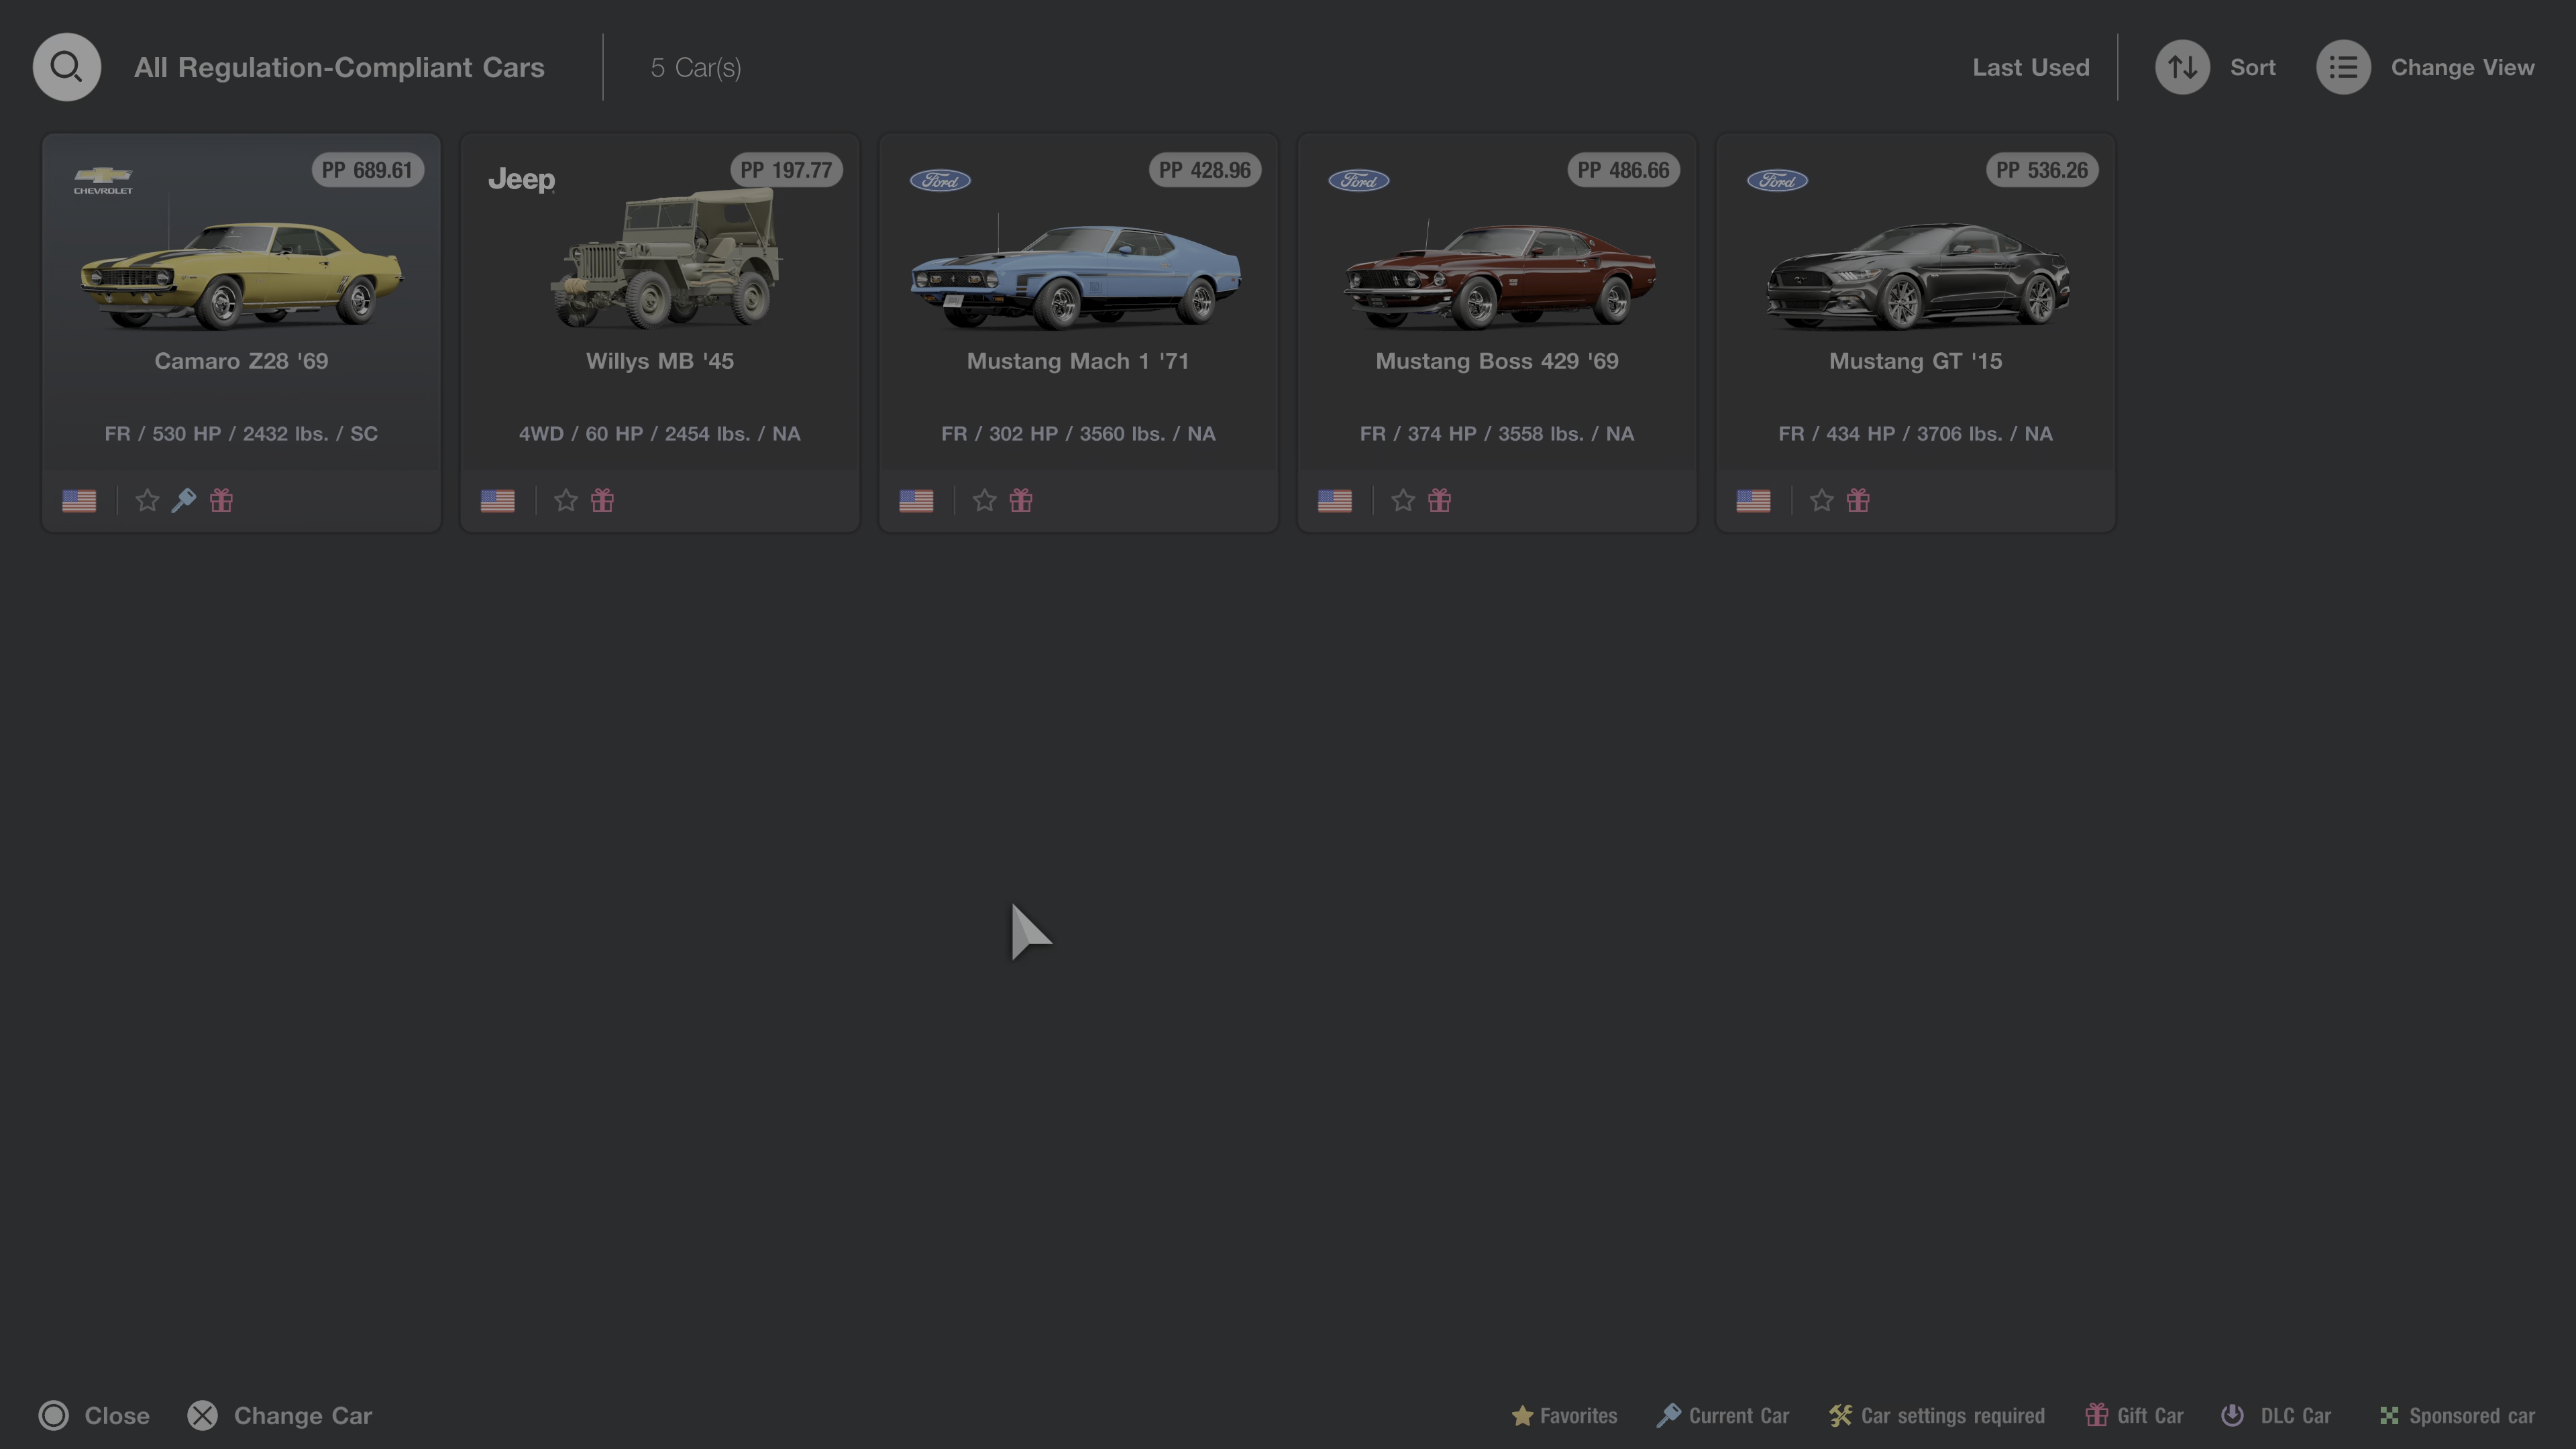 All Regulation-Compliant Cars
5 Car(s)
Last Used
Sort
Change View
CHEVROLET
PP 689.61
Camaro Z28 '69
FR / 530 HP / 2432 lbs. / SC
Jeep
PP 197.77
Willys MB '45
4WD / 60 HP / 2454 lbs. / NA
Ford
PP 428.96
Mustang Mach 1 '71
FR / 302 HP / 3560 lbs. / NA
Ford
PP 486.66
Mustang Boss 429 '69
FR / 374 HP / 3558 lbs. / NA
Ford
PP 536.26
Mustang GT '15
FR / 434 HP / 3706 lbs. / NA
Close
Change Car
Favorites
Current Car
Car settings required
Gift Car
DLC Car
Sponsored car